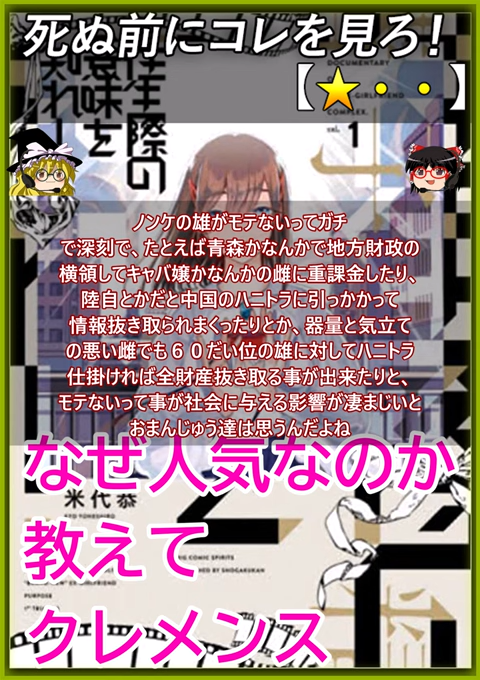 死ぬ前にコレを見ろ!
【★・・】
往生際の
意味を
知れ!
DOCUMENTARY
COMPLEX.
vol. 1
ノンケの雄がモテないってガチ
で深刻で、たとえば青森かなんかで地方財政の
横領してキャバ嬢かなんかの雌に重課金したり、
陸自とかだと中国のハニトラに引っかかって
情報抜き取られまくったりとか、器量と気立て
の悪い雌でも６０だい位の雄に対してハニトラ
仕掛ければ全財産抜き取る事が出来たりと、
モテないって事が社会に与える影響が凄まじいと
おまんじゅう達は思うんだよね
なぜ人気なのか
米代恭
教えて
PURPOSE
クレメンス